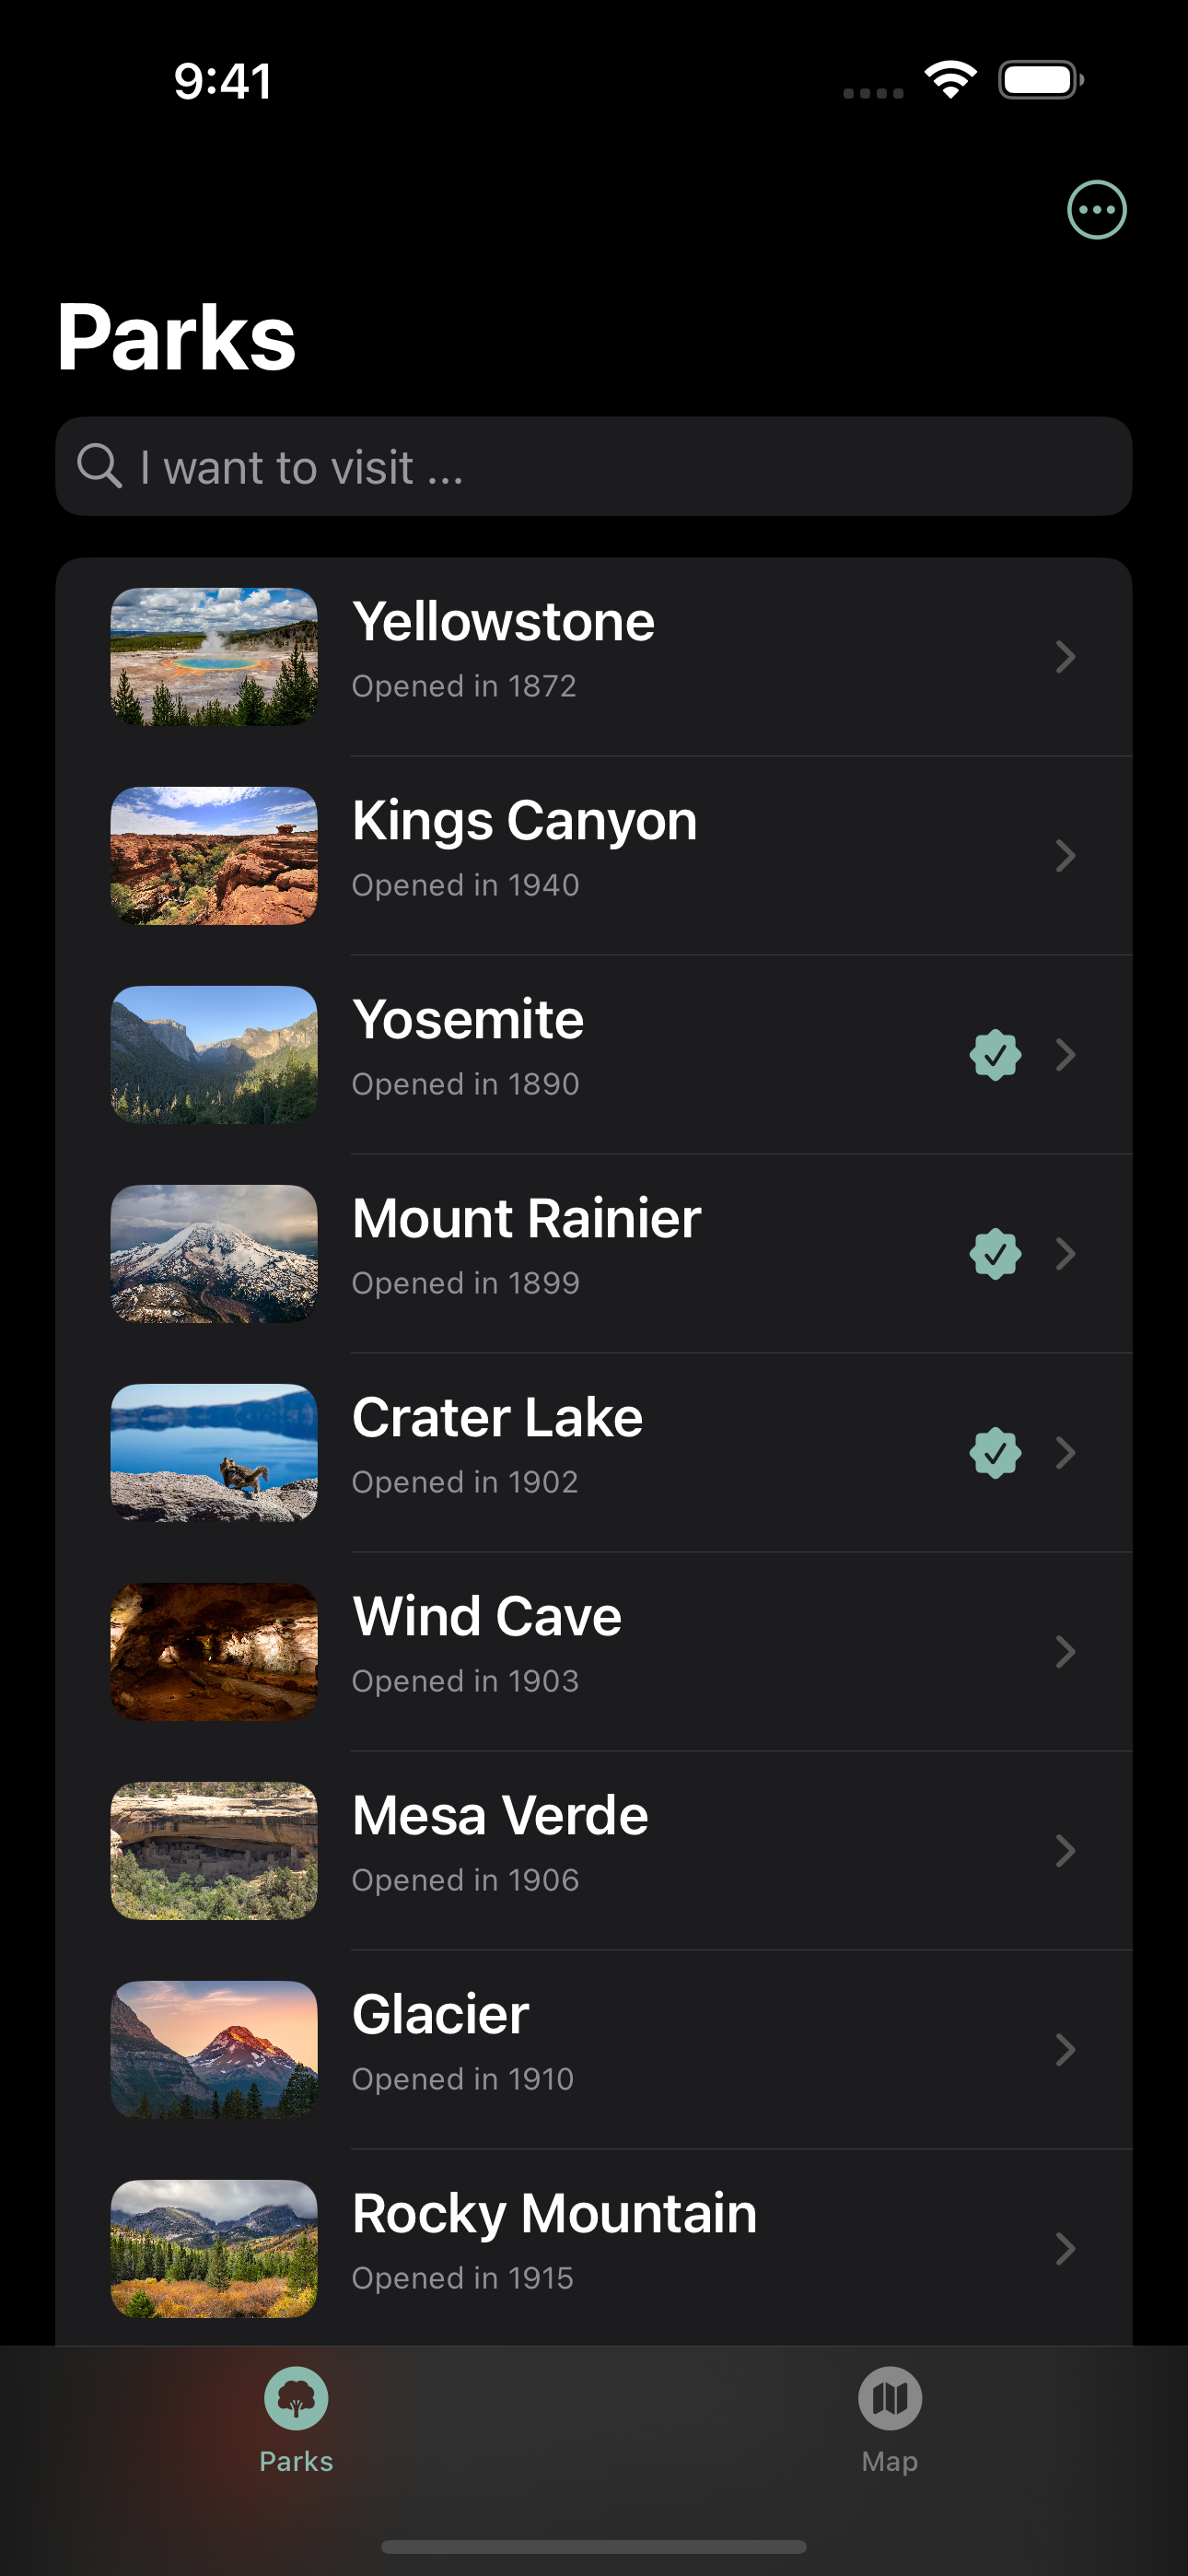 9:41
Parks
I want to visit ...
Yellowstone
Opened in 1872
Kings Canyon
Opened in 1940
Yosemite
Opened in 1890
Mount Rainier
Opened in 1899
Crater Lake
Opened in 1902
Wind Cave
Opened in 1903
Mesa Verde
Opened in 1906
Glacier
Opened in 1910
Rocky Mountain
Opened in 1915
Parks
Map